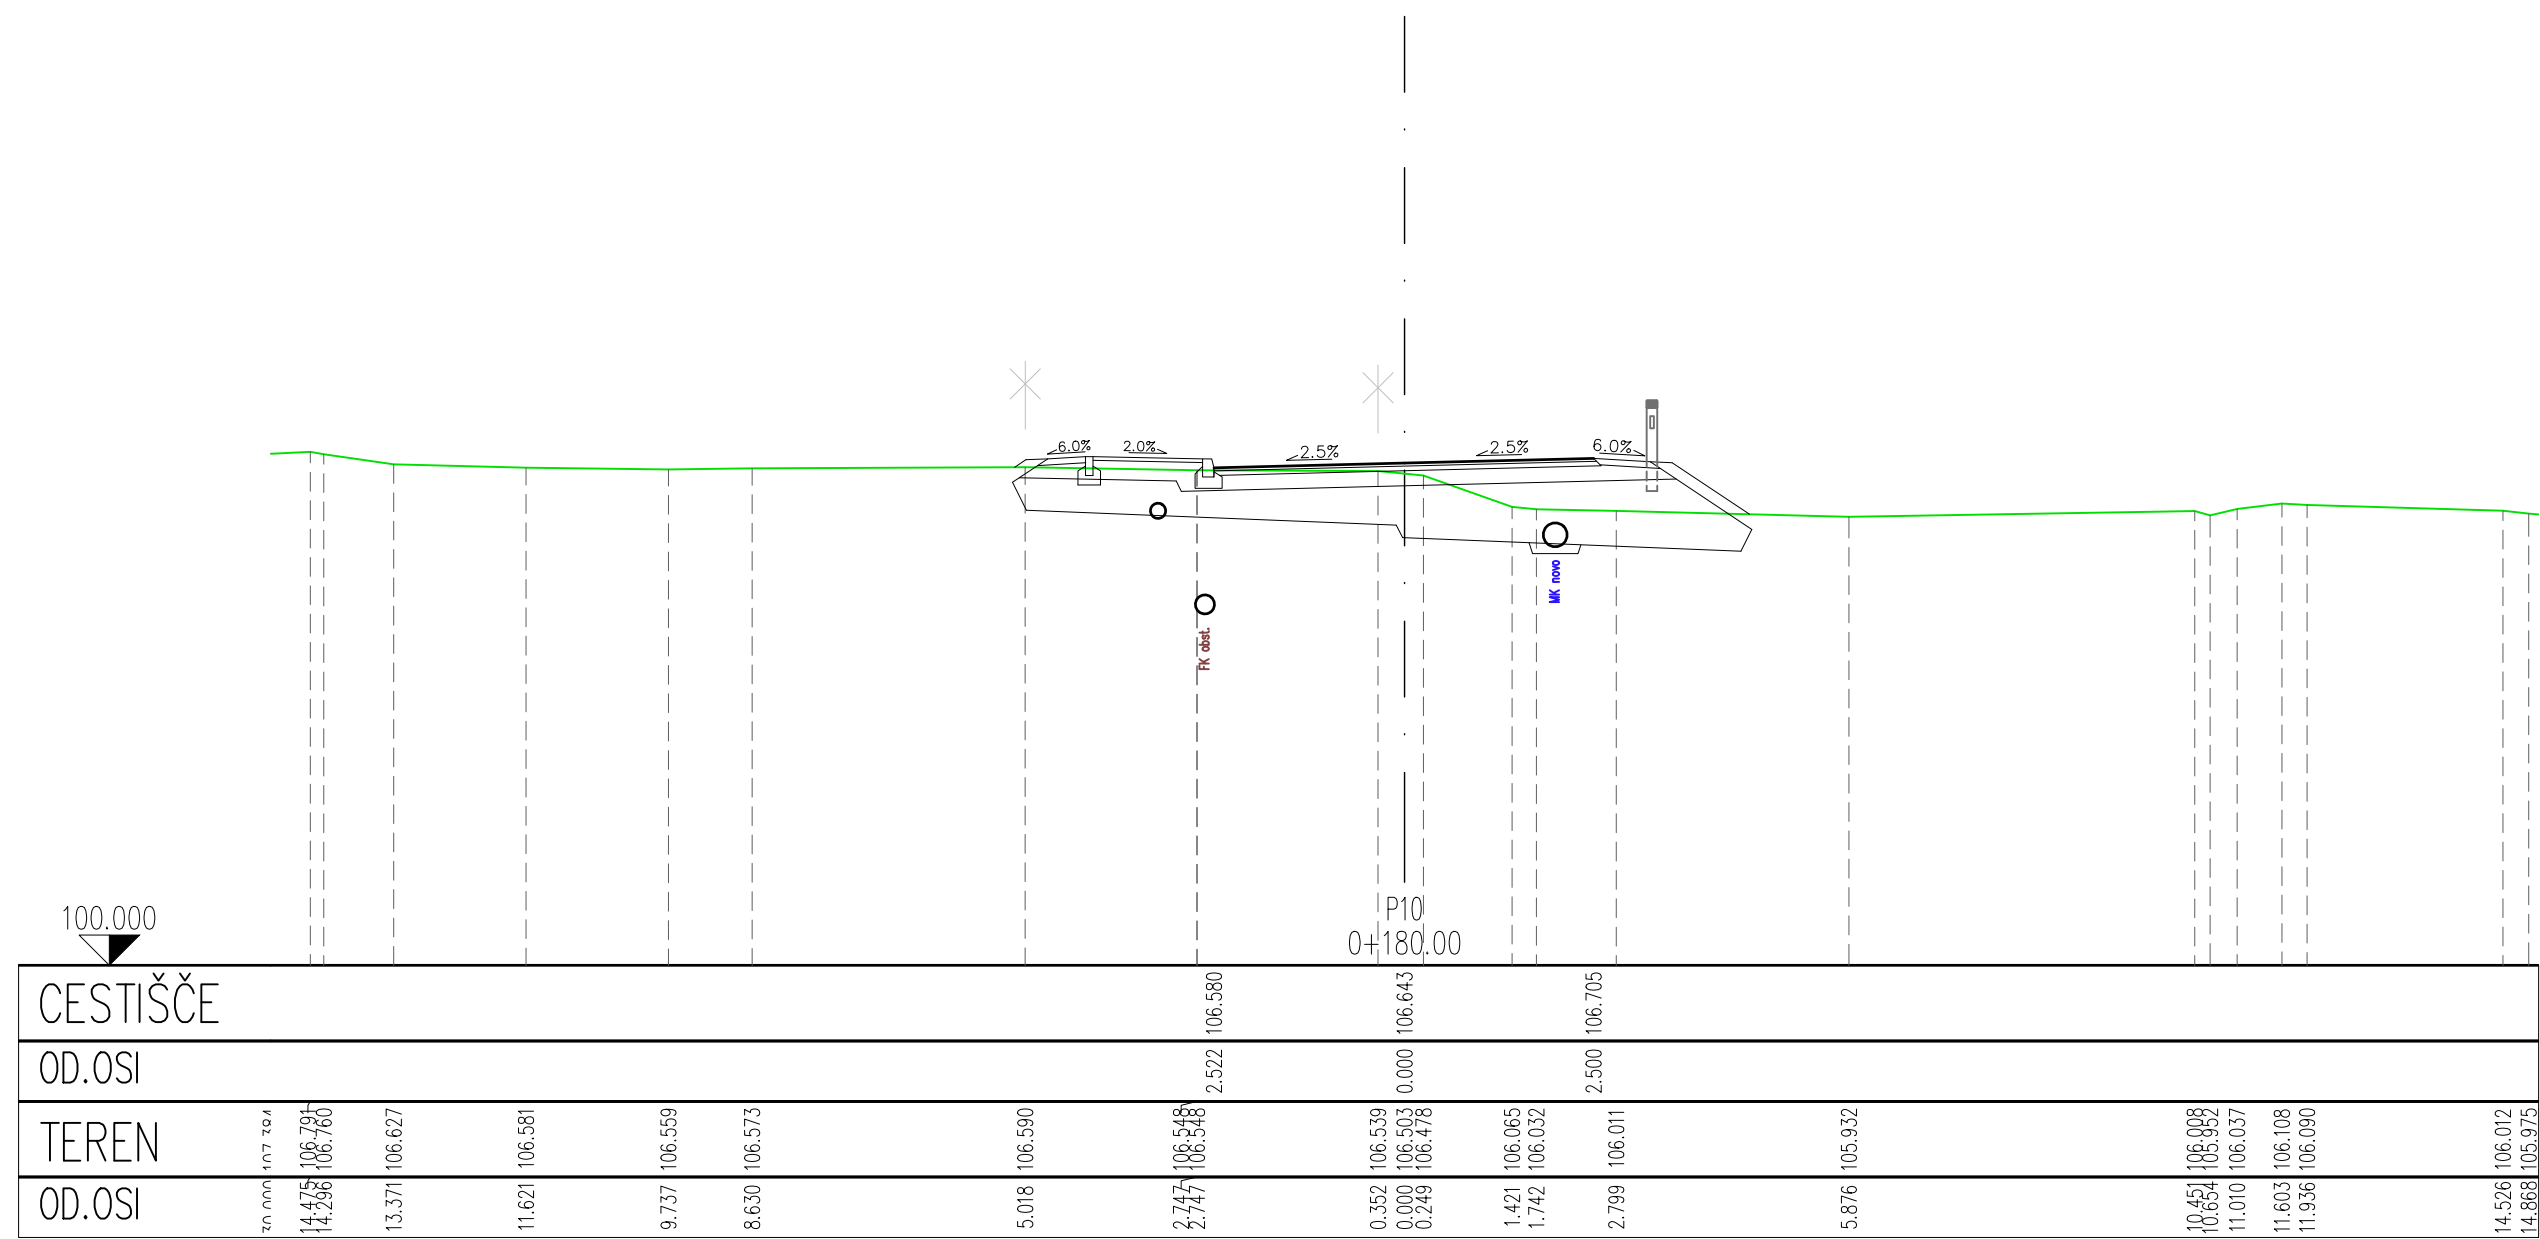 6.0%
2.0%
2.5%
2.5%
6.0%
MK novo
FK obst.
100.000
P10
0+180.00
CESTIŠČE 106.580 106.643 106.705
OD.OSI 2.522 0.000 2.500
TEREN 106.791 106.760 106.627 106.581 106.559 106.573 106.590 106.548 106.548 106.539 106.503 106.478 106.065 106.032 106.011 105.932 106.008 105.952 106.037 106.108 106.090 106.012 105.975
OD.OSI 14.475 14.296 13.371 11.621 9.737 8.630 5.018 2.747 2.747 0.352 0.000 0.249 1.421 1.742 2.799 5.876 10.451 10.654 11.010 11.603 11.936 14.526 14.868